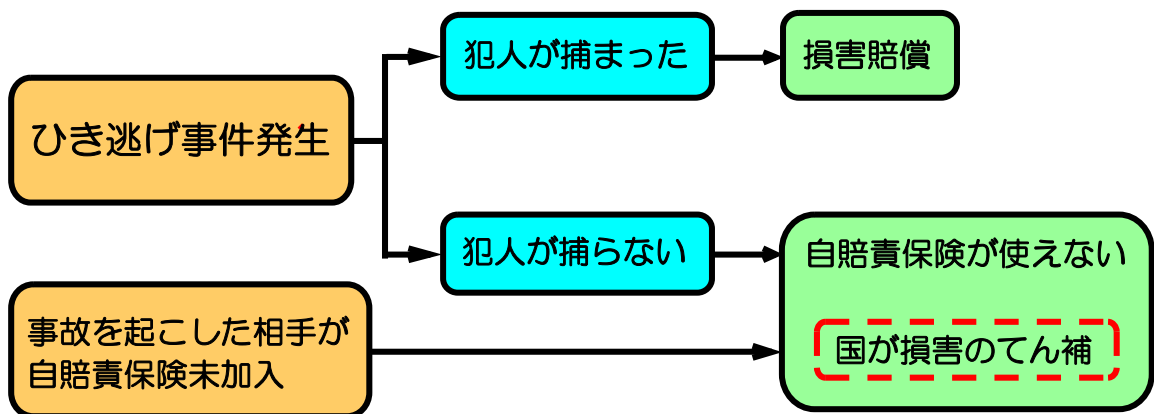 ひき逃げ事件発生
犯人が捕まった
損害賠償
犯人が捕らない
自賠責保険が使えない
国が損害のてん補
事故を起こした相手が
自賠責保険未加入